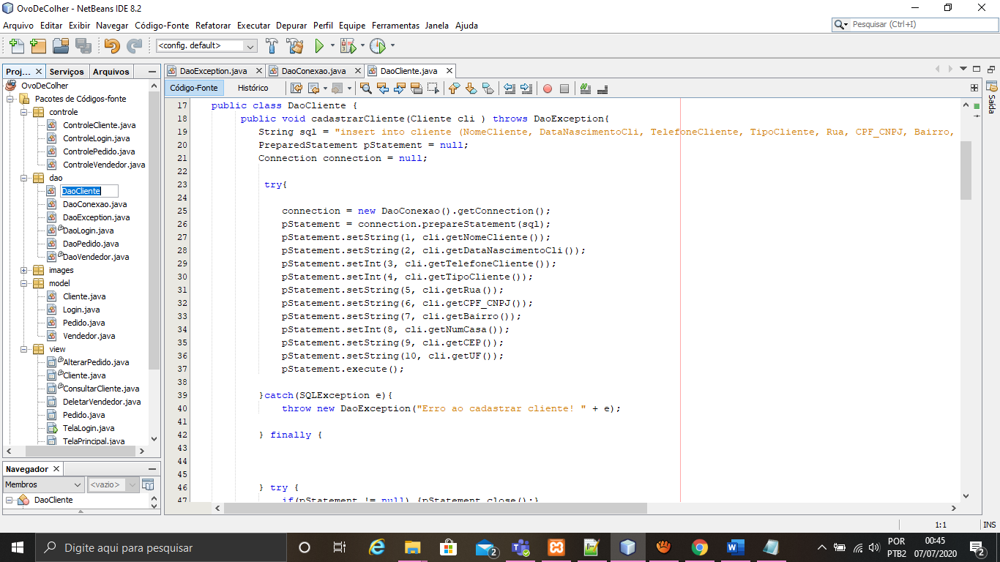 OvoDeColher - NetBeans IDE 8.2
Arquivo Editar Exibir Navegar Código-Fonte Refatorar Executar Depurar Perfil Equipe Ferramentas Janela Ajuda
Pesquisar (Ctrl+I)
<config. default>
Proj... Serviços Arquivos
DaoException.java DaoConexao.java DaoCliente.java
Código-Fonte Histórico
OvoDeColher
Pacotes de Códigos-fonte
controle
ControleCliente.java
ControleLogin.java
ControlePedido.java
ControleVendedor.java
dao
DaoCliente
DaoConexao.java
DaoException.java
DaoLogin.java
DaoPedido.java
DaoVendedor.java
images
model
Cliente.java
Login.java
Pedido.java
Vendedor.java
view
AlterarPedido.java
Cliente.java
ConsultarCliente.java
DeletarVendedor.java
Pedido.java
TelaLogin.java
TelaPrincipal.java
Navegador
Membros <vazio>
DaoCliente
17 public class DaoCliente {
18 public void cadastrarCliente(Cliente cli ) throws DaoException{
19 String sql = "insert into cliente (NomeCliente, DataNascimentoCli, TelefoneCliente, TipoCliente, Rua, CPF_CNPJ, Bairro,
20 PreparedStatement pStatement = null;
21 Connection connection = null;
22
23 try{
24
25 connection = new DaoConexao().getConnection();
26 pStatement = connection.prepareStatement(sql);
27 pStatement.setString(1, cli.getNomeCliente());
28 pStatement.setString(2, cli.getDataNascimentoCli());
29 pStatement.setInt(3, cli.getTelefoneCliente());
30 pStatement.setInt(4, cli.getTipoCliente());
31 pStatement.setString(5, cli.getRua());
32 pStatement.setString(6, cli.getCPF_CNPJ());
33 pStatement.setString(7, cli.getBairro());
34 pStatement.setInt(8, cli.getNumCasa());
35 pStatement.setString(9, cli.getCEP());
36 pStatement.setString(10, cli.getUF());
37 pStatement.execute();
38
39 }catch(SQLException e){
40 throw new DaoException("Erro ao cadastrar cliente! " + e);
41
42 } finally {
43
44
45
46 } try {
47 if(pStatement != null) {pStatement.close();}
Saída
1:1 INS
Digite aqui para pesquisar
2
POR
PTB2
00:45
07/07/2020
2